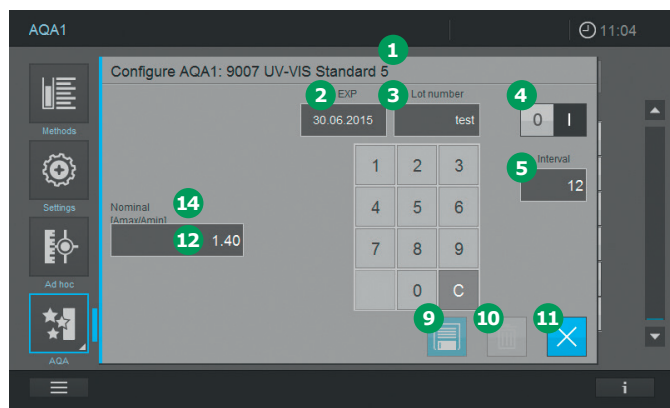 AQA1
11:04
1
Configure AQA1: 9007 UV-VIS Standard 5
2 EXP
3 Lot number
4
30.06.2015
test
0 I
Methods
5 Interval
12
1 2 3
Settings
Nominal 14
[Amax/Amin]
4 5 6
12 1.40
7 8 9
Ad hoc
0 C
9 10 11
AQA
i